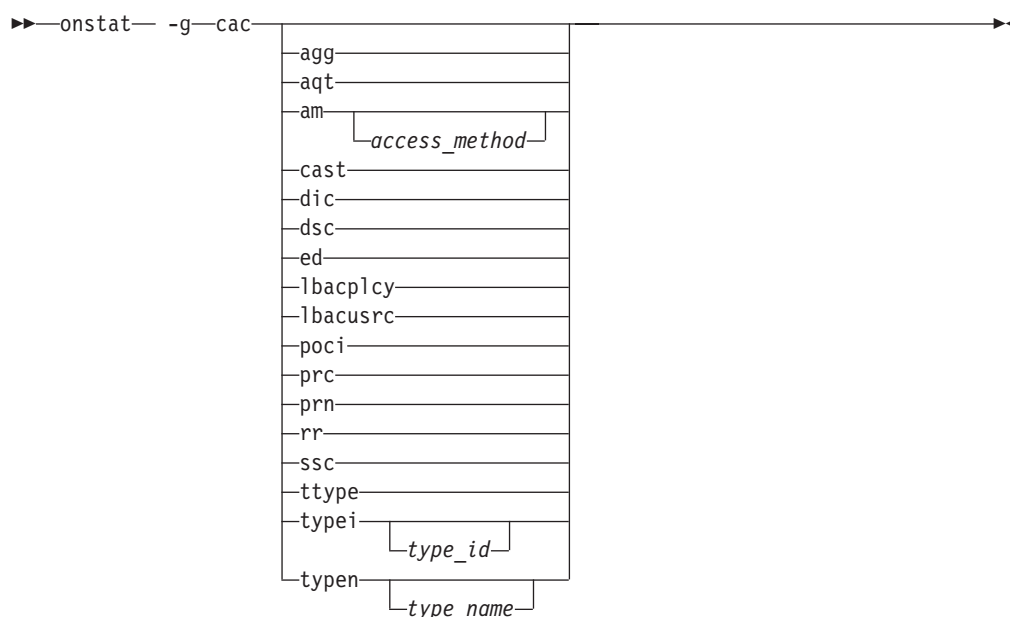 onstat -g cac
agg
aqt
am
access_method
cast
dic
dsc
ed
lbacplcy
lbacusrc
poci
prc
prn
rr
ssc
ttype
typei
type_id
typen
type_name